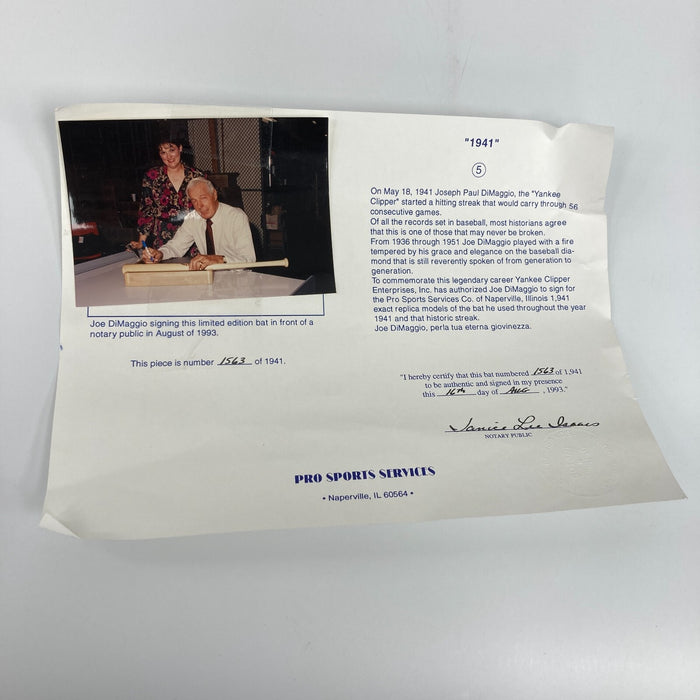 "1941"
5
On May 18, 1941 Joseph Paul DiMaggio, the "Yankee
Clipper" started a hitting streak that would carry through 56
consecutive games.
Of all the records set in baseball, most historians agree
that this is one of those that may never be broken.
From 1936 through 1951 Joe DiMaggio played with a fire
tempered by his grace and elegance on the baseball dia-
mond that is still reverently spoken of from generation to
generation.
To commemorate this legendary career Yankee Clipper
Enterprises, Inc. has authorized Joe DiMaggio to sign for
the Pro Sports Services Co. of Naperville, Illinois 1,941
exact replica models of the bat he used throughout the year
1941 and that historic streak.
Joe DiMaggio, perla tua eterna giovinezza.
Joe DiMaggio signing this limited edition bat in front of a
notary public in August of 1993.
This piece is number 1563 of 1941.
"I hereby certify that this bat numbered 1563 of 1,941
to be authentic and signed in my presence
this 16th day of Aug, 1993."
Janice Lee Isaacs
NOTARY PUBLIC
PRO SPORTS SERVICES
• Naperville, IL 60564 •